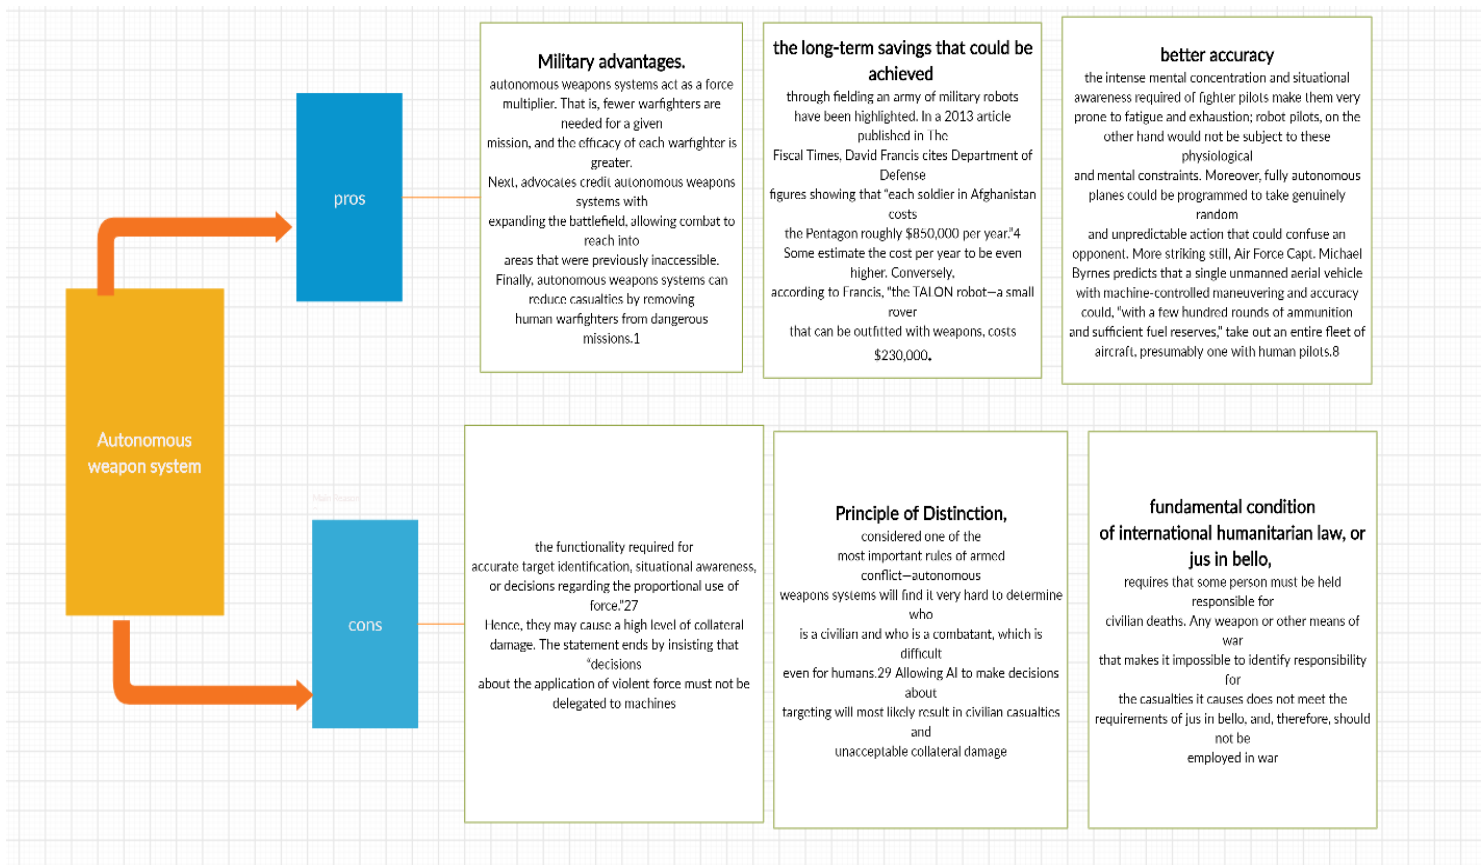 Autonomous
weapon system
pros
Military advantages.
autonomous weapons systems act as a force
multiplier. That is, fewer warfighters are
needed for a given
mission, and the efficacy of each warfighter is
greater.
Next, advocates credit autonomous weapons
systems with
expanding the battlefield, allowing combat to
reach into
areas that were previously inaccessible.
Finally, autonomous weapons systems can
reduce casualties by removing
human warfighters from dangerous
missions.1
the long-term savings that could be
achieved
through fielding an army of military robots
have been highlighted. In a 2013 article
published in The
Fiscal Times, David Francis cites Department of
Defense
figures showing that "each soldier in Afghanistan
costs
the Pentagon roughly $850,000 per year."4
Some estimate the cost per year to be even
higher. Conversely,
according to Francis, "the TALON robot—a small
rover
that can be outfitted with weapons, costs
$230,000.
better accuracy
the intense mental concentration and situational
awareness required of fighter pilots make them very
prone to fatigue and exhaustion; robot pilots, on the
other hand would not be subject to these
physiological
and mental constraints. Moreover, fully autonomous
planes could be programmed to take genuinely
random
and unpredictable action that could confuse an
opponent. More striking still, Air Force Capt. Michael
Byrnes predicts that a single unmanned aerial vehicle
with machine-controlled maneuvering and accuracy
could, "with a few hundred rounds of ammunition
and sufficient fuel reserves," take out an entire fleet of
aircraft, presumably one with human pilots.8
Main Reason
cons
the functionality required for
accurate target identification, situational awareness,
or decisions regarding the proportional use of
force."27
Hence, they may cause a high level of collateral
damage. The statement ends by insisting that
"decisions
about the application of violent force must not be
delegated to machines
Principle of Distinction,
considered one of the
most important rules of armed
conflict—autonomous
weapons systems will find it very hard to determine
who
is a civilian and who is a combatant, which is
difficult
even for humans.29 Allowing AI to make decisions
about
targeting will most likely result in civilian casualties
and
unacceptable collateral damage
fundamental condition
of international humanitarian law, or
jus in bello,
requires that some person must be held
responsible for
civilian deaths. Any weapon or other means of
war
that makes it impossible to identify responsibility
for
the casualties it causes does not meet the
requirements of jus in bello, and, therefore, should
not be
employed in war